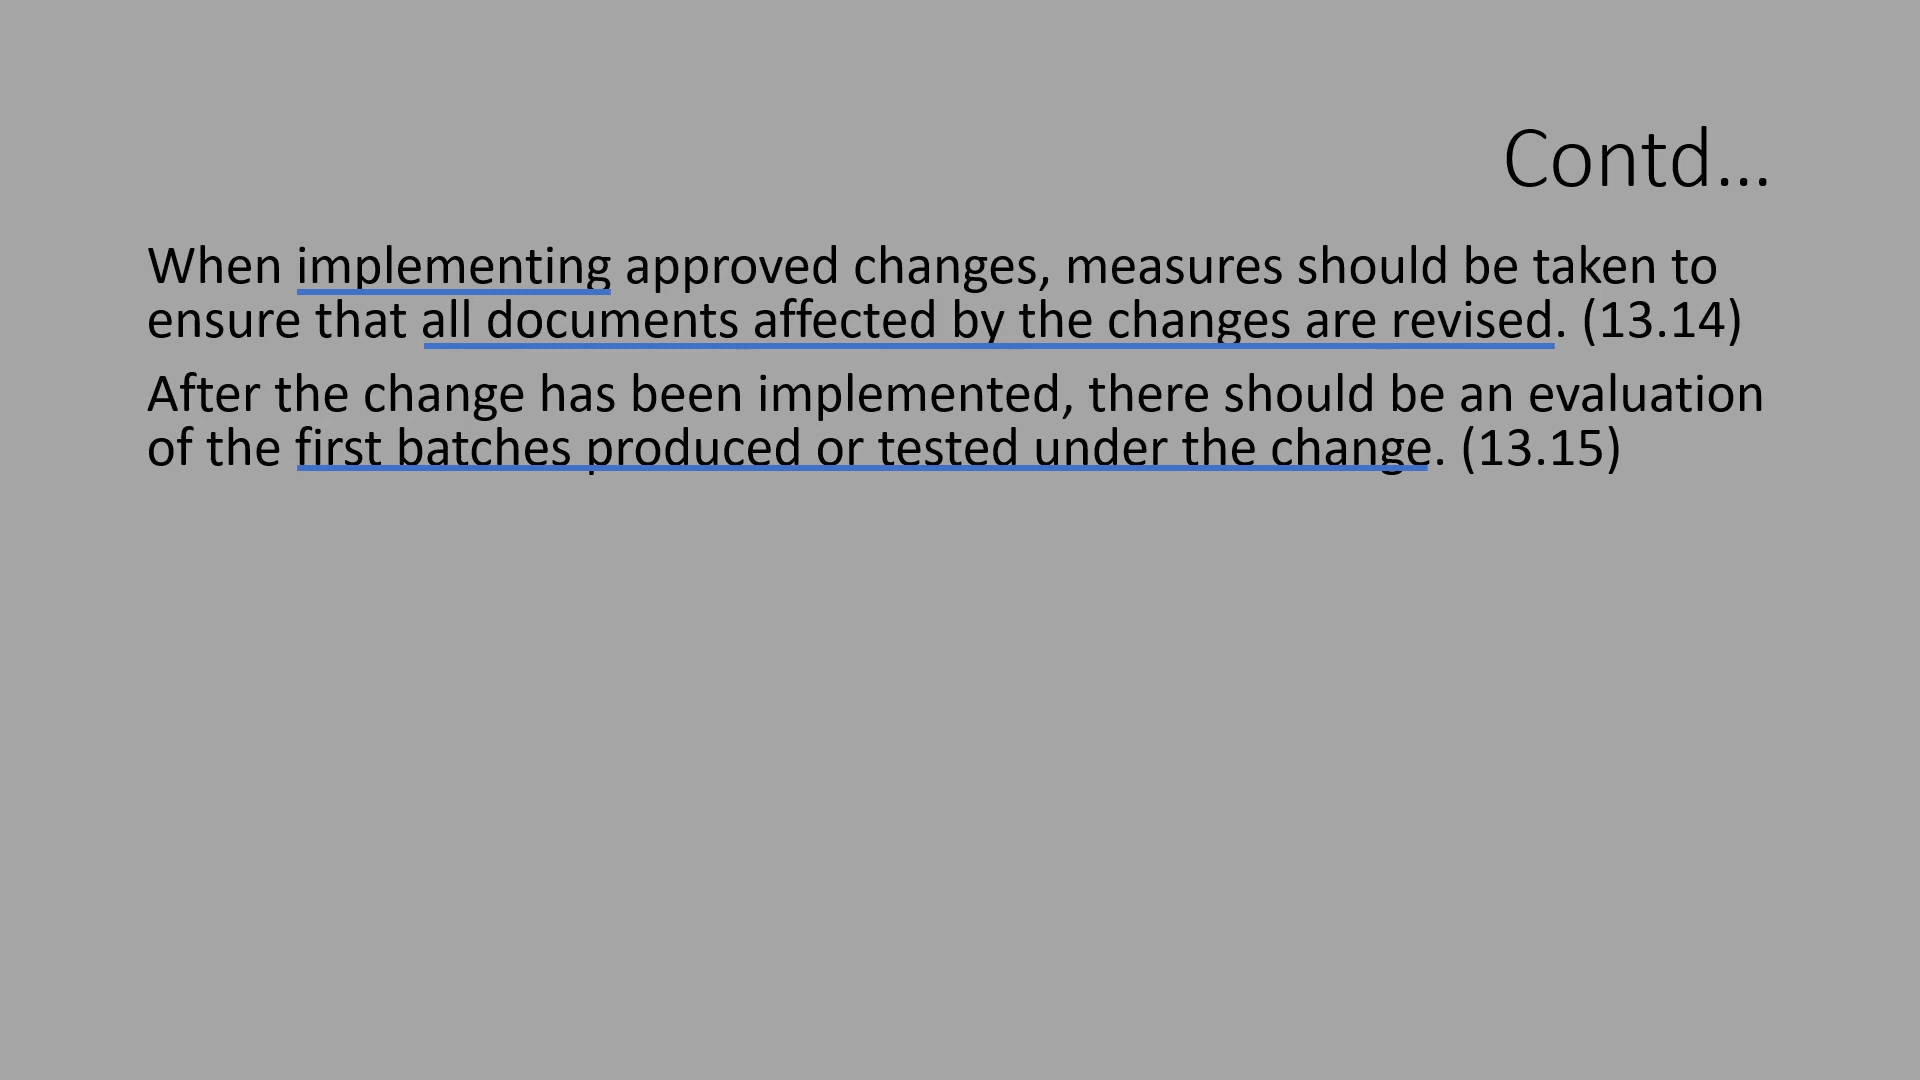 Contd...
When implementing approved changes, measures should be taken to
ensure that all documents affected by the changes are revised. (13.14)
After the change has been implemented, there should be an evaluation
of the first batches produced or tested under the change. (13.15)